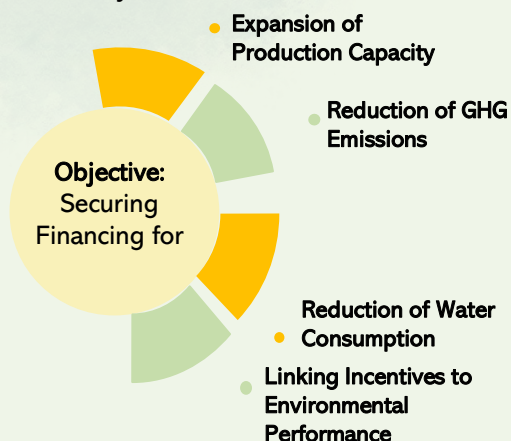 Expansion of
Production Capacity
Reduction of GHG
Emissions
Objective:
Securing
Financing for
Reduction of Water
Consumption
Linking Incentives to
Environmental
Performance